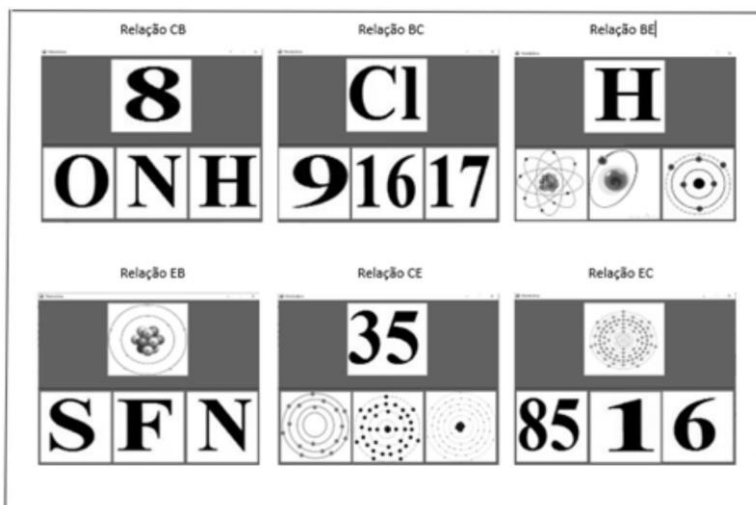 Relação CB Relação BC Relação BE
8 Cl H
O N H 9 16 17
Relação EB Relação CE Relação EC
35
S F N 85 1 6